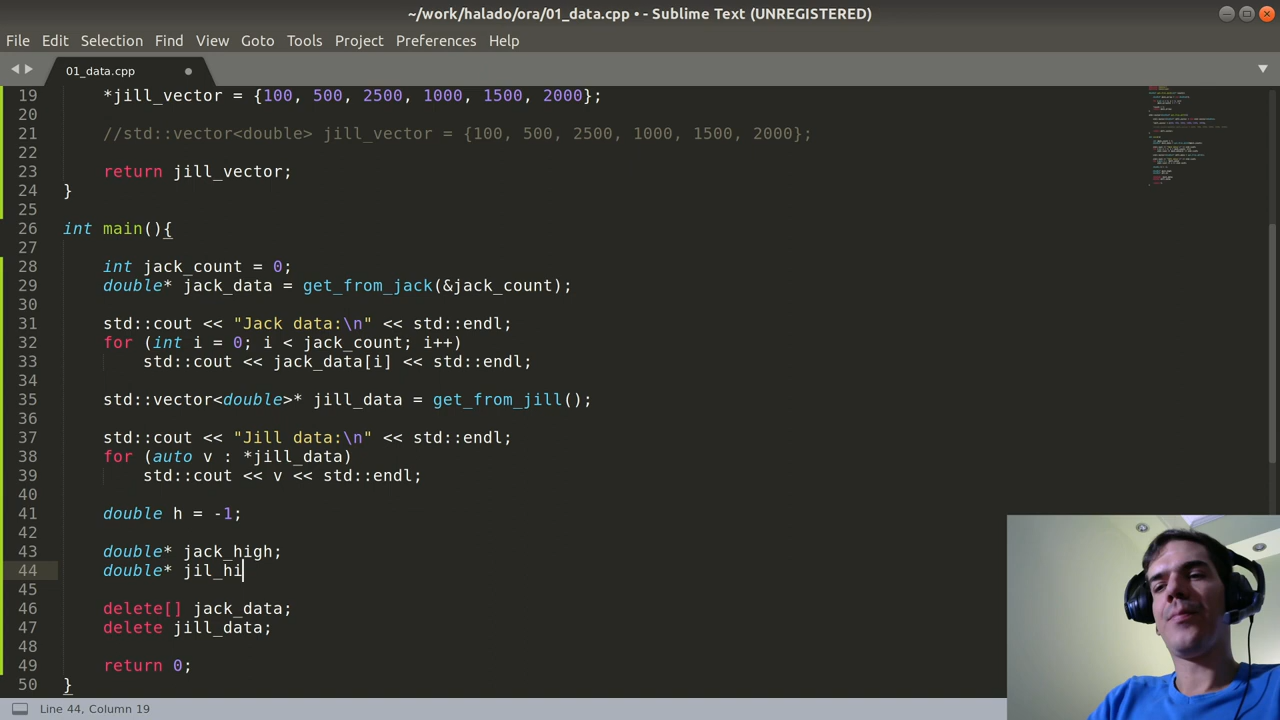 ~/work/halado/ora/01_data.cpp • - Sublime Text (UNREGISTERED)
File Edit Selection Find View Goto Tools Project Preferences Help
01_data.cpp
19 *jill_vector = {100, 500, 2500, 1000, 1500, 2000};
20
21 //std::vector<double> jill_vector = {100, 500, 2500, 1000, 1500, 2000};
22
23 return jill_vector;
24 }
25
26 int main(){
27
28 int jack_count = 0;
29 double* jack_data = get_from_jack(&jack_count);
30
31 std::cout << "Jack data:\n" << std::endl;
32 for (int i = 0; i < jack_count; i++)
33 std::cout << jack_data[i] << std::endl;
34
35 std::vector<double>* jill_data = get_from_jill();
36
37 std::cout << "Jill data:\n" << std::endl;
38 for (auto v : *jill_data)
39 std::cout << v << std::endl;
40
41 double h = -1;
42
43 double* jack_high;
44 double* jil_hi
45
46 delete[] jack_data;
47 delete jill_data;
48
49 return 0;
50 }
Line 44, Column 19